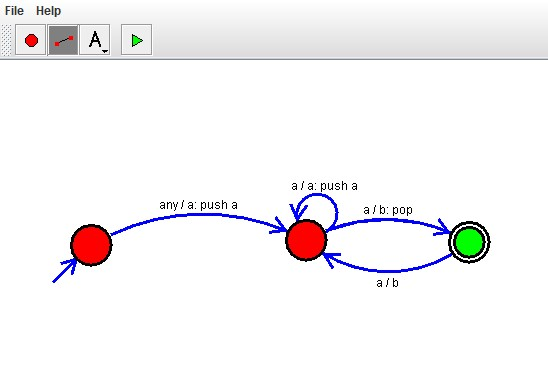 File Help
A
a / a: push a
any / a: push a
a / b: pop
a / b